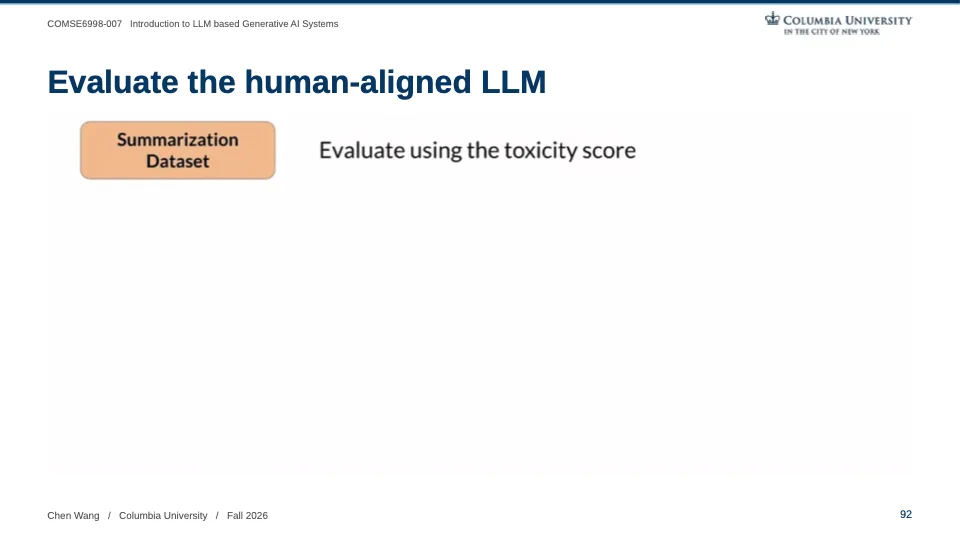 COMSE6998-007 Introduction to LLM based Generative AI Systems
COLUMBIA UNIVERSITY
IN THE CITY OF NEW YORK
Evaluate the human-aligned LLM
Summarization
Dataset
Evaluate using the toxicity score
Chen Wang / Columbia University / Fall 2026
92